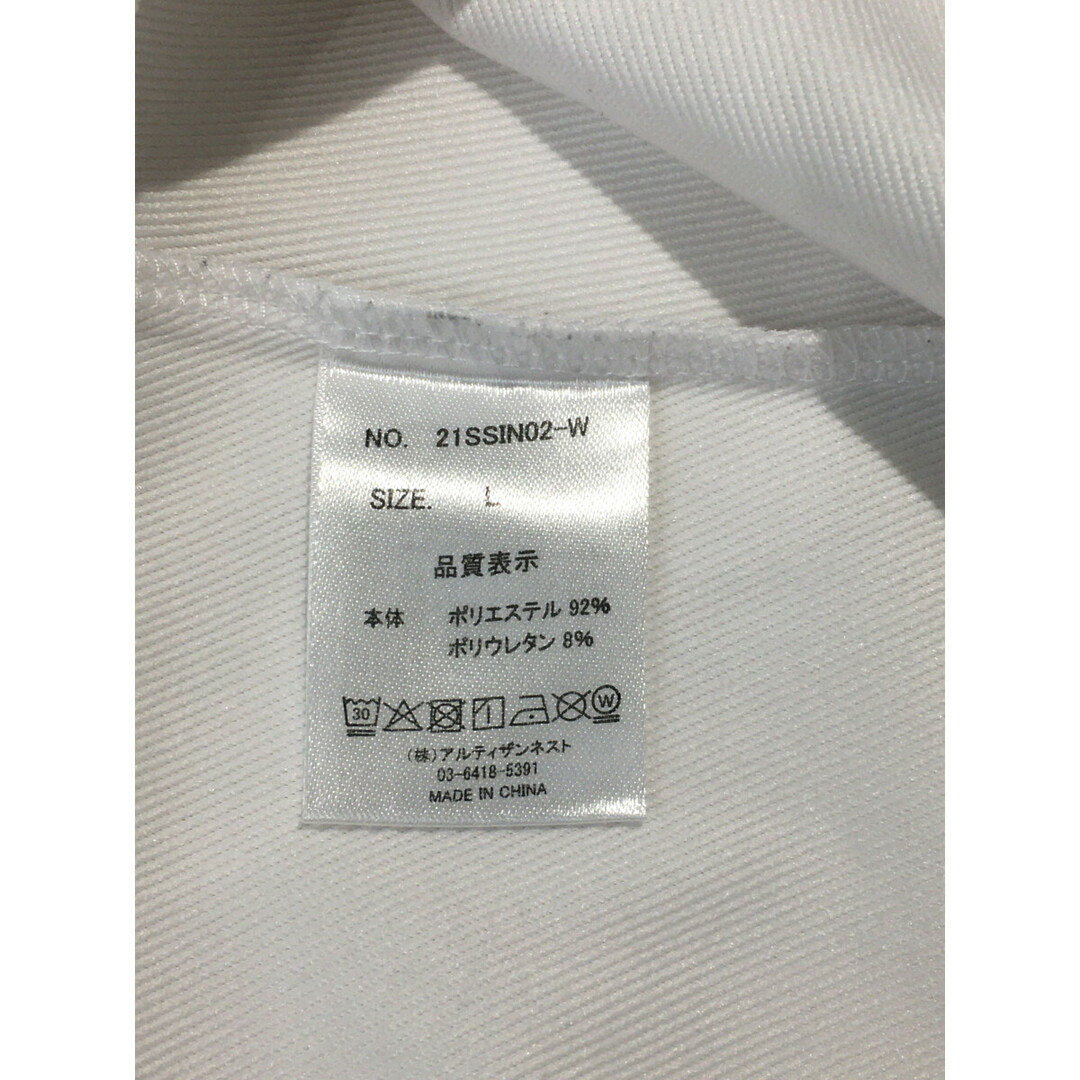 NO. 21SSIN02-W
SIZE. L
品質表示
本体 ポリエステル 92%
ポリウレタン 8%
30 W
(株)アルティザンネスト
03-6418-5391
MADE IN CHINA